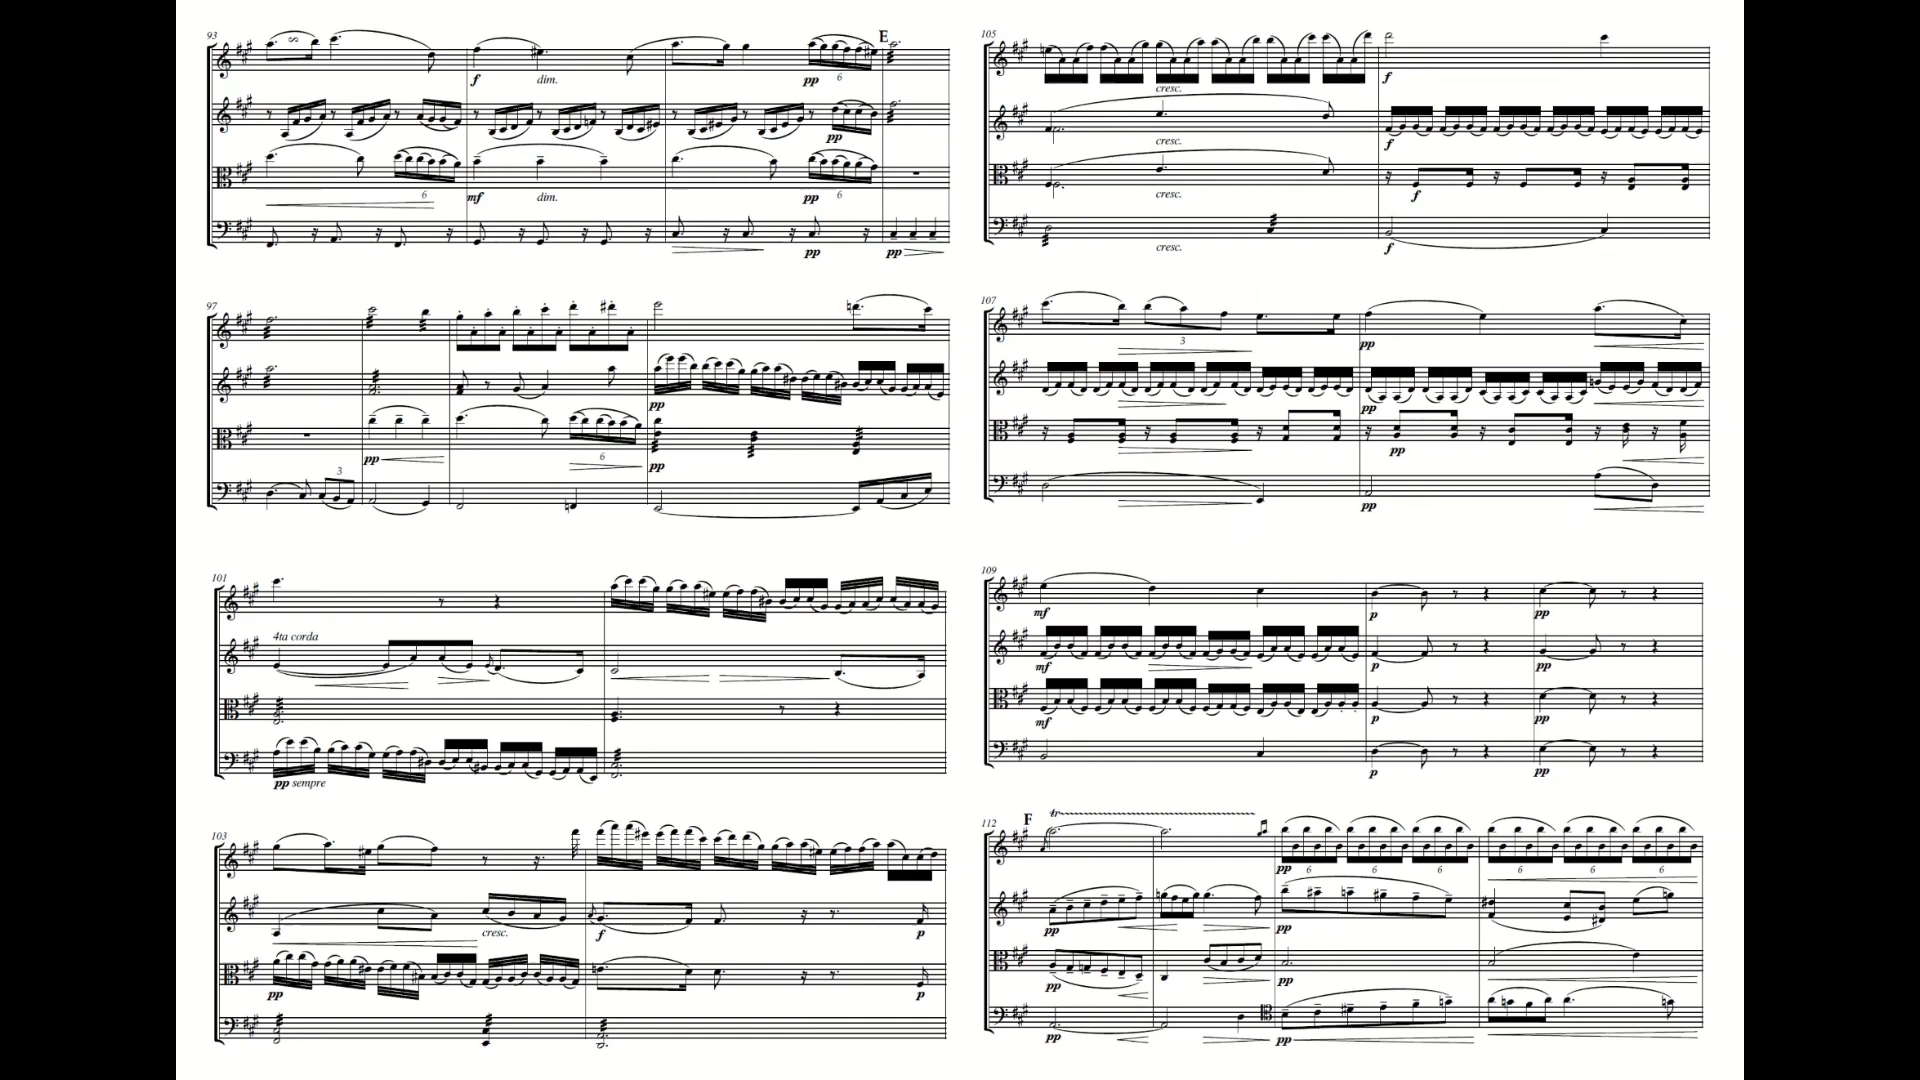 93 E
f dim. pp 6
pp
6 mf dim. pp 6
pp pp
97
pp
pp 6 pp
3
101
4ta corda
pp sempre
103
cresc. f p
pp p
105
cresc. f
cresc. f
cresc. f
cresc. f
107
3 pp
pp
pp
pp
109
mf p pp
mf p pp
mf p pp
p pp
112 F tr
pp 6 6 6 6 6 6
pp pp
pp pp
pp pp